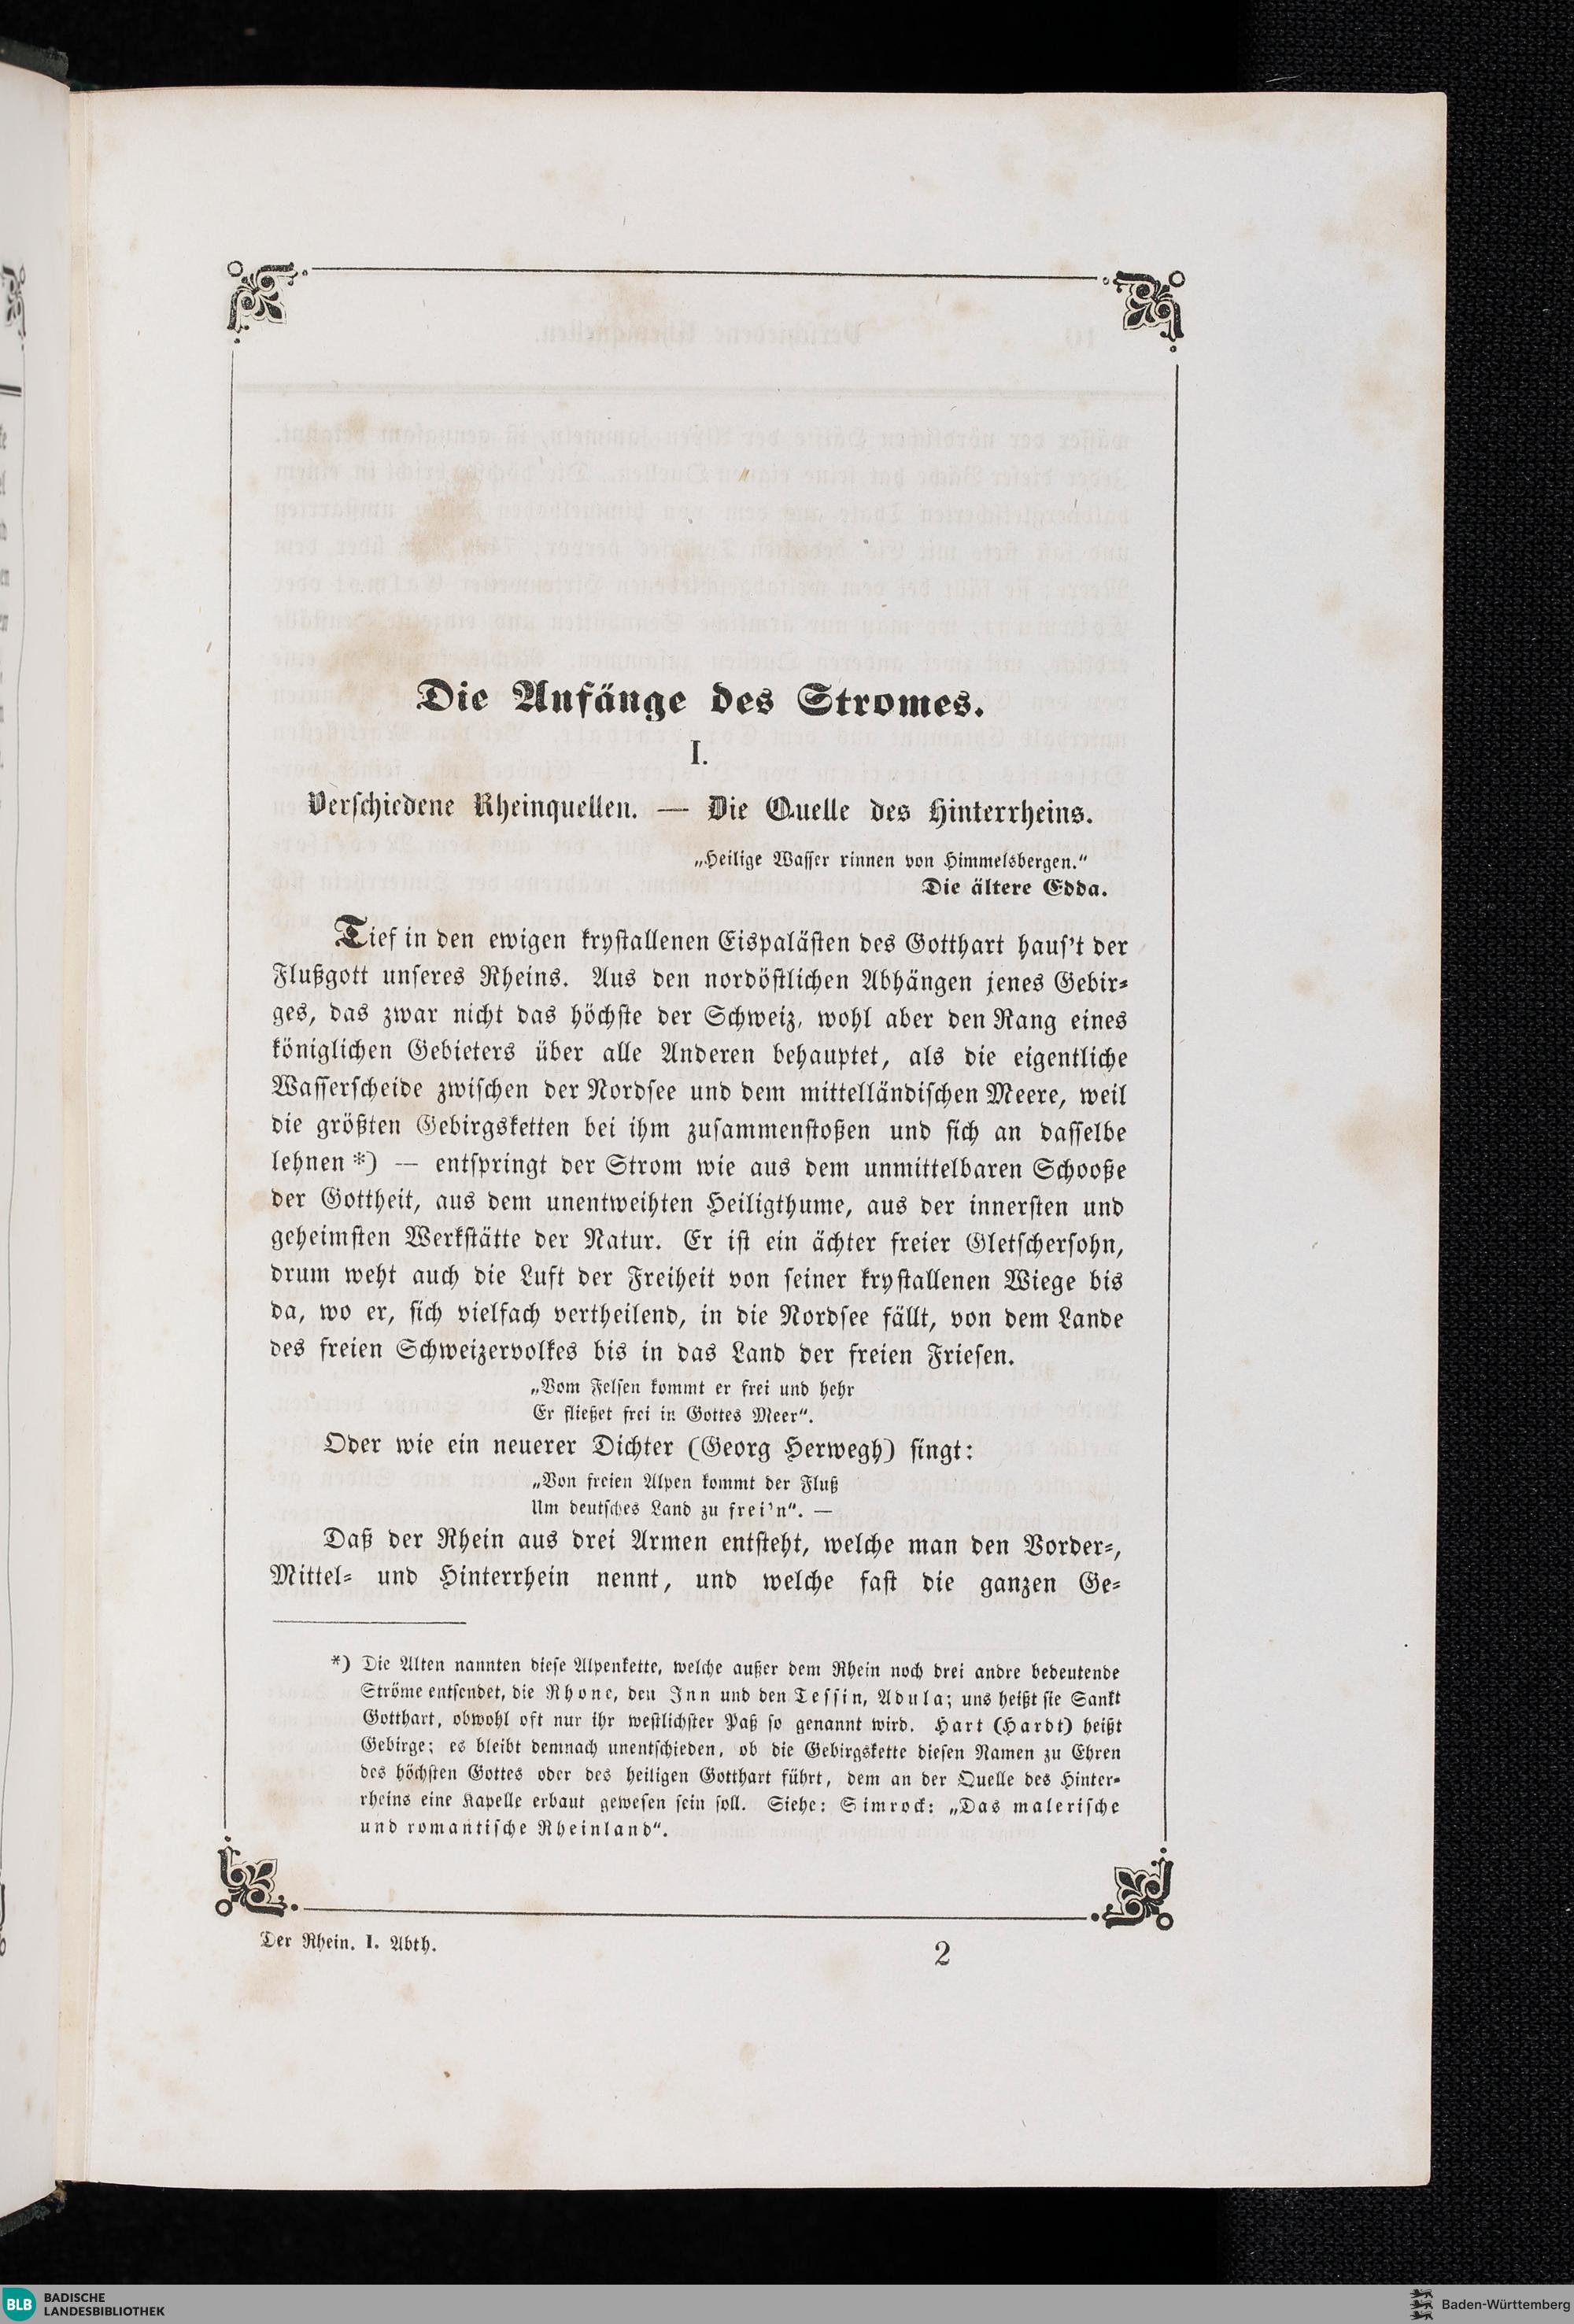 Die Anfänge des Stromes.
I.
Verschiedene Rheinquellen. — Die Quelle des Hinterrheins.
„Heilige Wasser rinnen von Himmelsbergen.“
Die ältere Edda.
Tief in den ewigen krystallenen Eispalästen des Gotthart haus't der
Flußgott unseres Rheins. Aus den nordöstlichen Abhängen jenes Gebir-
ges, das zwar nicht das höchste der Schweiz, wohl aber den Rang eines
königlichen Gebieters über alle Anderen behauptet, als die eigentliche
Wasserscheide zwischen der Nordsee und dem mittelländischen Meere, weil
die größten Gebirgsketten bei ihm zusammenstoßen und sich an dasselbe
lehnen *) — entspringt der Strom wie aus dem unmittelbaren Schooße
der Gottheit, aus dem unentweihten Heiligthume, aus der innersten und
geheimsten Werkstätte der Natur. Er ist ein ächter freier Gletschersohn,
drum weht auch die Luft der Freiheit von seiner krystallenen Wiege bis
da, wo er, sich vielfach vertheilend, in die Nordsee fällt, von dem Lande
des freien Schweizervolkes bis in das Land der freien Friesen.
„Vom Felsen kommt er frei und hehr
Er fließet frei in Gottes Meer“.
Oder wie ein neuerer Dichter (Georg Herwegh) singt:
„Von freien Alpen kommt der Fluß
Um deutsches Land zu frei'n“. —
Daß der Rhein aus drei Armen entsteht, welche man den Vorder-,
Mittel- und Hinterrhein nennt, und welche fast die ganzen Ge-
*) Die Alten nannten diese Alpenkette, welche außer dem Rhein noch drei andre bedeutende
Ströme entsendet, die Rhone, den Inn und den Tessin, Adula; uns heißt sie Sankt
Gotthart, obwohl oft nur ihr westlichster Paß so genannt wird. Hart (Hardt) heißt
Gebirge; es bleibt demnach unentschieden, ob die Gebirgskette diesen Namen zu Ehren
des höchsten Gottes oder des heiligen Gotthart führt, dem an der Quelle des Hinter-
rheins eine Kapelle erbaut gewesen sein soll. Siehe: Simrock: „Das malerische
und romantische Rheinland“.
Der Rhein. I. Abth.
2
BLB BADISCHE
LANDESBIBLIOTHEK
Baden-Württemberg